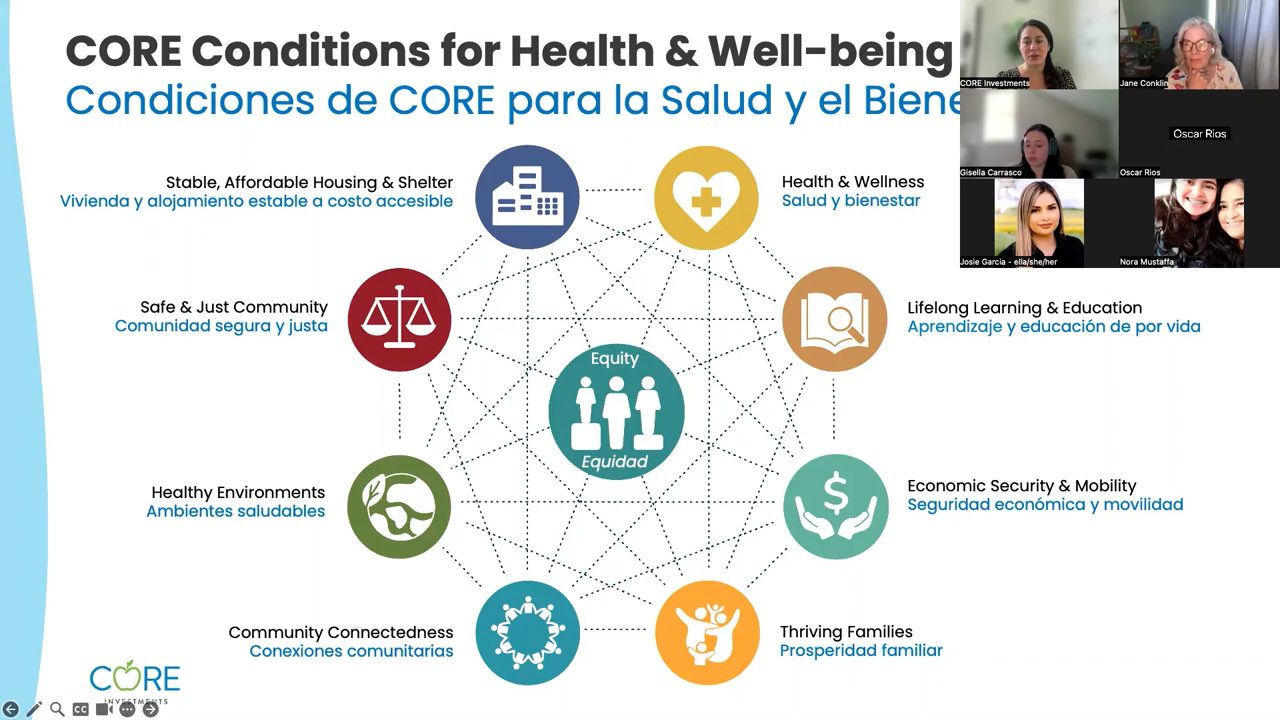 CORE Conditions for Health & Well-being
Condiciones de CORE para la Salud y el Biene
CORE Investments
Jane Conklin
Oscar Rios
Gisella Carrasco
Oscar Rios
Josie Garcia - ella/she/her
Nora Mustaffa
Stable, Affordable Housing & Shelter
Vivienda y alojamiento estable a costo accesible
Health & Wellness
Salud y bienestar
Safe & Just Community
Comunidad segura y justa
Lifelong Learning & Education
Aprendizaje y educación de por vida
Equity
Equidad
Healthy Environments
Ambientes saludables
$
Economic Security & Mobility
Seguridad económica y movilidad
Community Connectedness
Conexiones comunitarias
Thriving Families
Prosperidad familiar
CORE
INVESTMENTS
CC